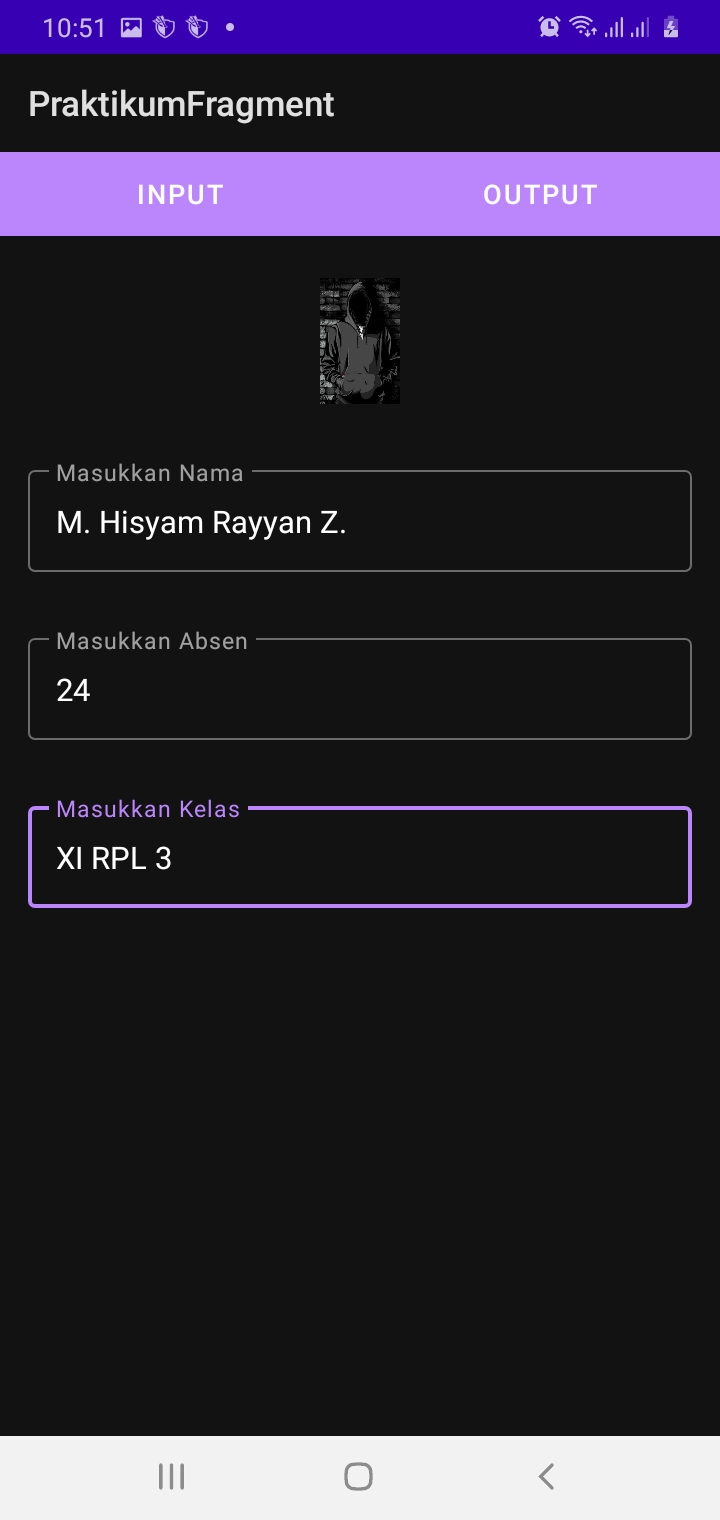 10:51
PraktikumFragment
INPUT OUTPUT
Masukkan Nama
M. Hisyam Rayyan Z.
Masukkan Absen
24
Masukkan Kelas
XI RPL 3